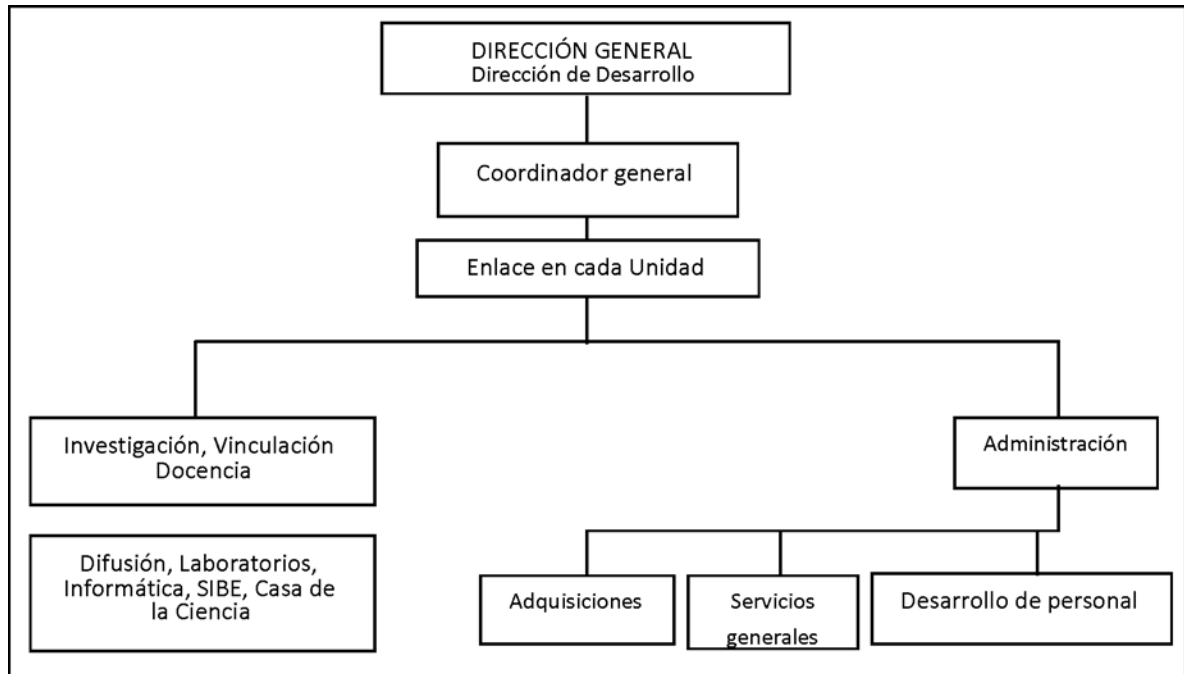 DIRECCIÓN GENERAL
Dirección de Desarrollo
Coordinador general
Enlace en cada Unidad
Investigación, Vinculación
Docencia
Administración
Difusión, Laboratorios,
Informática, SIBE, Casa de
la Ciencia
Adquisiciones
Servicios
generales
Desarrollo de personal